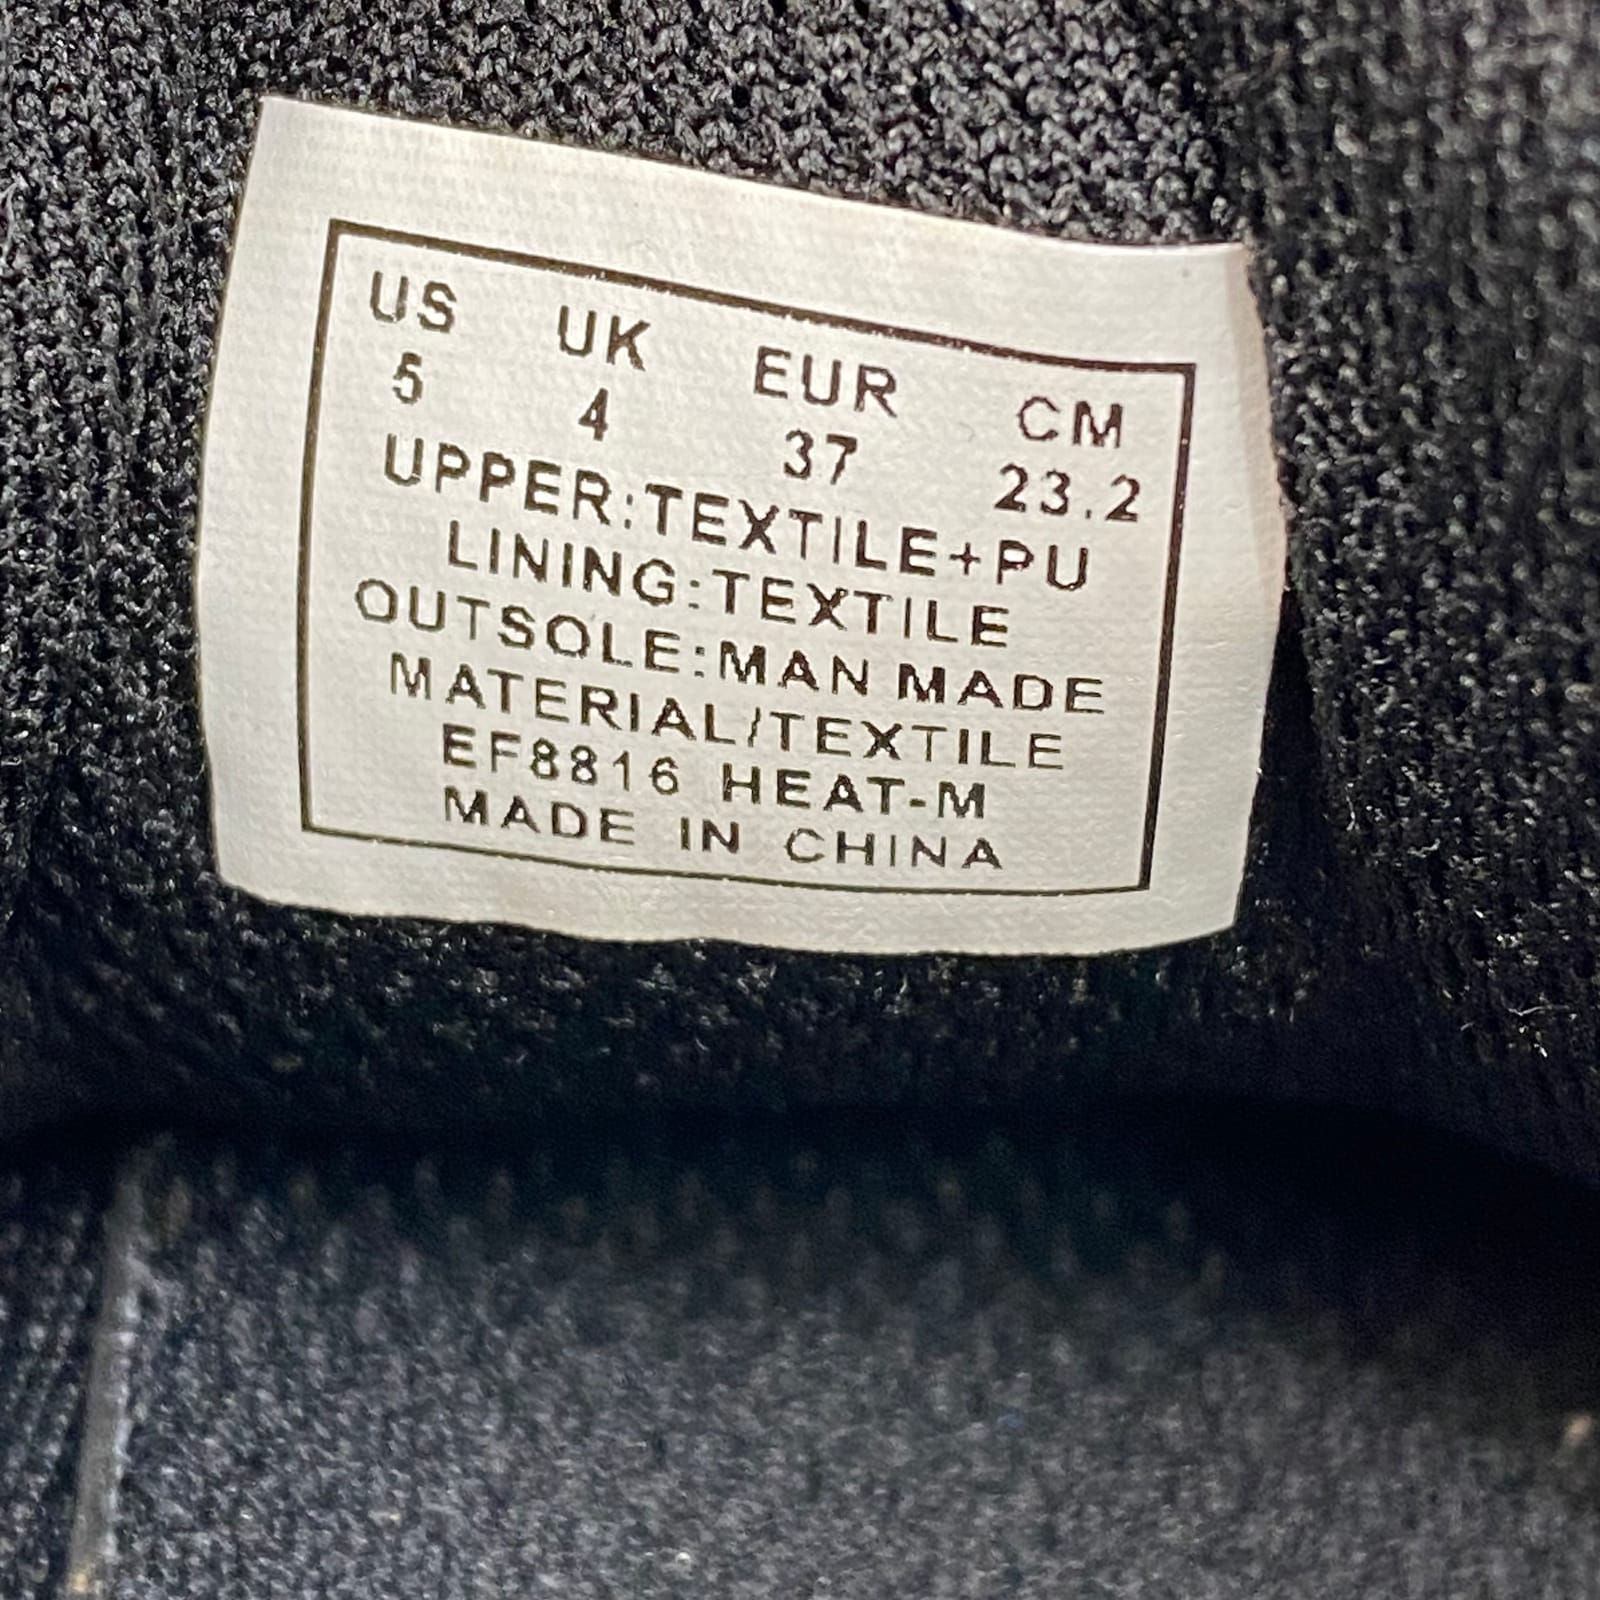 US UK EUR CM
5 4 37 23.2
UPPER:TEXTILE+PU
LINING:TEXTILE
OUTSOLE:MAN MADE
MATERIAL/TEXTILE
EF8816 HEAT-M
MADE IN CHINA